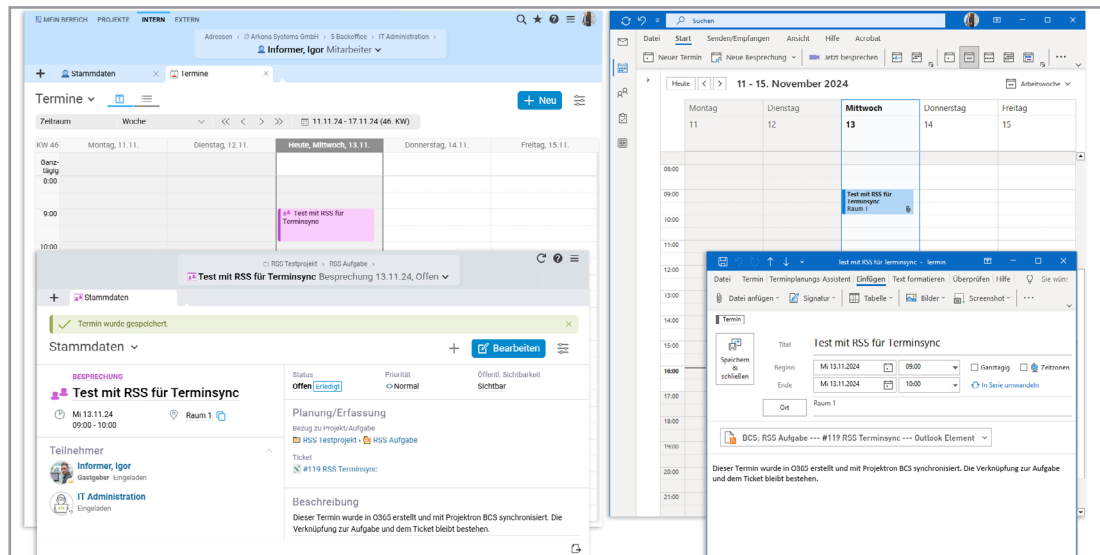 MEIN BEREICH PROJEKTE INTERN EXTERN
Adressen › Arkona Systems GmbH › 5 Backoffice › IT Administration ›
Informer, Igor Mitarbeiter
Stammdaten × Termine ×
Termine
+ Neu
Zeitraum Woche 11.11.24 - 17.11.24 (46. KW)
KW 46 Montag, 11.11. Dienstag, 12.11. Heute, Mittwoch, 13.11. Donnerstag, 14.11. Freitag, 15.11.
Ganz-
tägig
8:00
9:00
Test mit RSS für
Terminsync
10:00
RSS Testprojekt › RSS Aufgabe ›
Test mit RSS für Terminsync Besprechung 13.11.24, Offen
Stammdaten
Termin wurde gespeichert.
Stammdaten
Bearbeiten
BESPRECHUNG
Test mit RSS für Terminsync
Mi 13.11.24
09:00 - 10:00
Raum 1
Teilnehmer
Informer, Igor
Gastgeber Eingeladen
IT Administration
Eingeladen
Status Priorität Öffentl. Sichtbarkeit
Offen Erledigt Normal Sichtbar
Planung/Erfassung
Bezug zu Projekt/Aufgabe
RSS Testprojekt › RSS Aufgabe
Ticket
#119 RSS Terminsync
Beschreibung
Dieser Termin wurde in O365 erstellt und mit Projektron BCS synchronisiert. Die
Verknüpfung zur Aufgabe und dem Ticket bleibt bestehen.
Suchen
Datei Start Senden/Empfangen Ansicht Hilfe Acrobat
Neuer Termin Neue Besprechung Jetzt besprechen
Heute 11 - 15. November 2024 Arbeitswoche
Montag Dienstag Mittwoch Donnerstag Freitag
11 12 13 14 15
08:00
09:00
Test mit RSS für
Terminsync
Raum 1
10:00
11:00
12:00
13:00
14:00
15:00
16:00
17:00
18:00
19:00
20:00
21:00
Test mit RSS für Terminsync - Termin
Datei Termin Terminplanungs-Assistent Einfügen Text formatieren Überprüfen Hilfe Sie wüns
Datei anfügen Signatur Tabelle Bilder Screenshot
Termin
Speichern
&
schließen
Titel Test mit RSS für Terminsync
Beginn Mi 13.11.2024 09:00 Ganztägig Zeitzonen
Ende Mi 13.11.2024 10:00 In Serie umwandeln
Ort Raum 1
BCS: RSS Aufgabe --- #119 RSS Terminsync --- Outlook Element
Dieser Termin wurde in O365 erstellt und mit Projektron BCS synchronisiert. Die Verknüpfung zur Aufgabe
und dem Ticket bleibt bestehen.